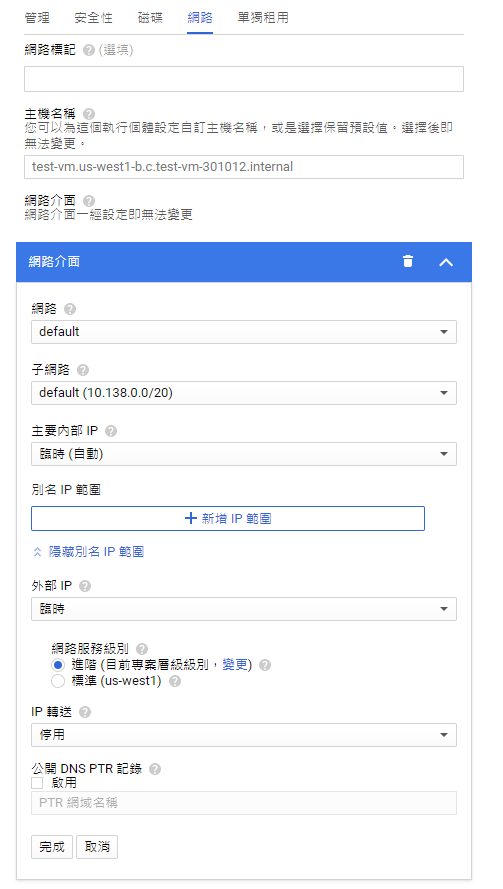 管理 安全性 磁碟 網路 單獨租用
網路標記 ? (選填)
主機名稱 ?
您可以為這個執行個體設定自訂主機名稱，或是選擇保留預設值。選擇後即
無法變更。
test-vm.us-west1-b.c.test-vm-301012.internal
網路介面 ?
網路介面一經設定即無法變更
網路介面
網路 ?
default
子網路 ?
default (10.138.0.0/20)
主要內部 IP ?
臨時 (自動)
別名 IP 範圍
新增 IP 範圍
隱藏別名 IP 範圍
外部 IP ?
臨時
網路服務級別 ?
進階 (目前專案層級級別，變更) ?
標準 (us-west1) ?
IP 轉送 ?
停用
公開 DNS PTR 記錄 ?
啟用
PTR 網域名稱
完成 取消